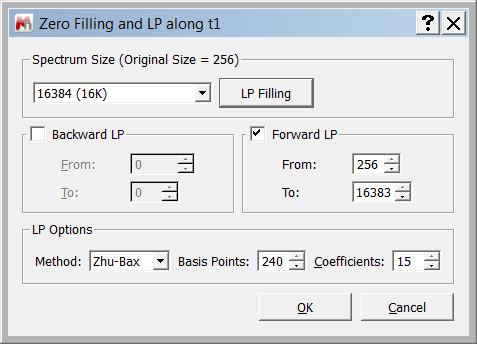 Zero Filling and LP along t1
Spectrum Size (Original Size = 256)
16384 (16K) LP Filling
Backward LP Forward LP
From: 0 From: 256
To: 0 To: 16383
LP Options
Method: Zhu-Bax Basis Points: 240 Coefficients: 15
OK Cancel